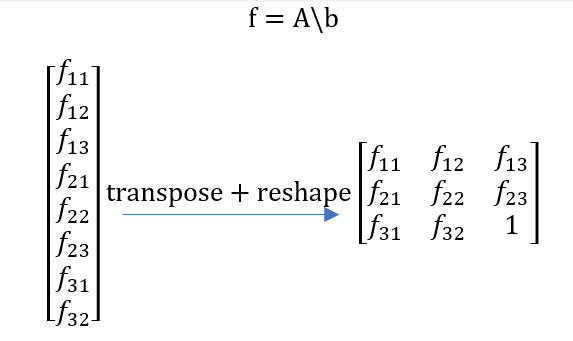 f = A\b
f11
f12
f13
f21
f22
f23
f31
f32
transpose + reshape
f11 f12 f13
f21 f22 f23
f31 f32 1